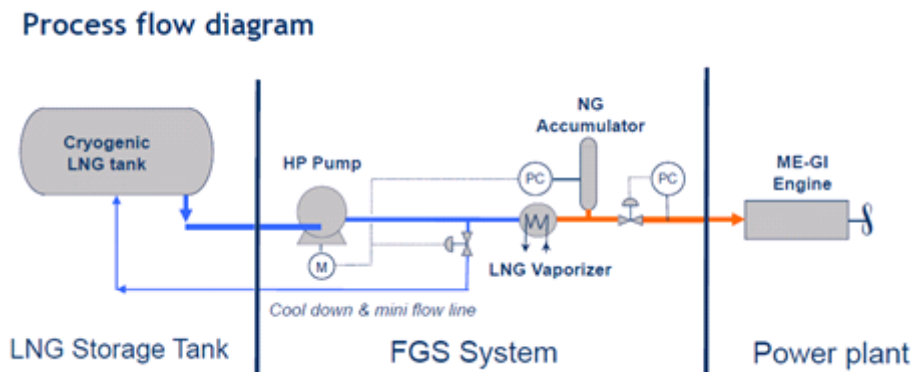 Process flow diagram
Cryogenic
LNG tank
HP Pump
NG
Accumulator
ME-GI
Engine
PC
PC
M
LNG Vaporizer
Cool down & mini flow line
LNG Storage Tank
FGS System
Power plant